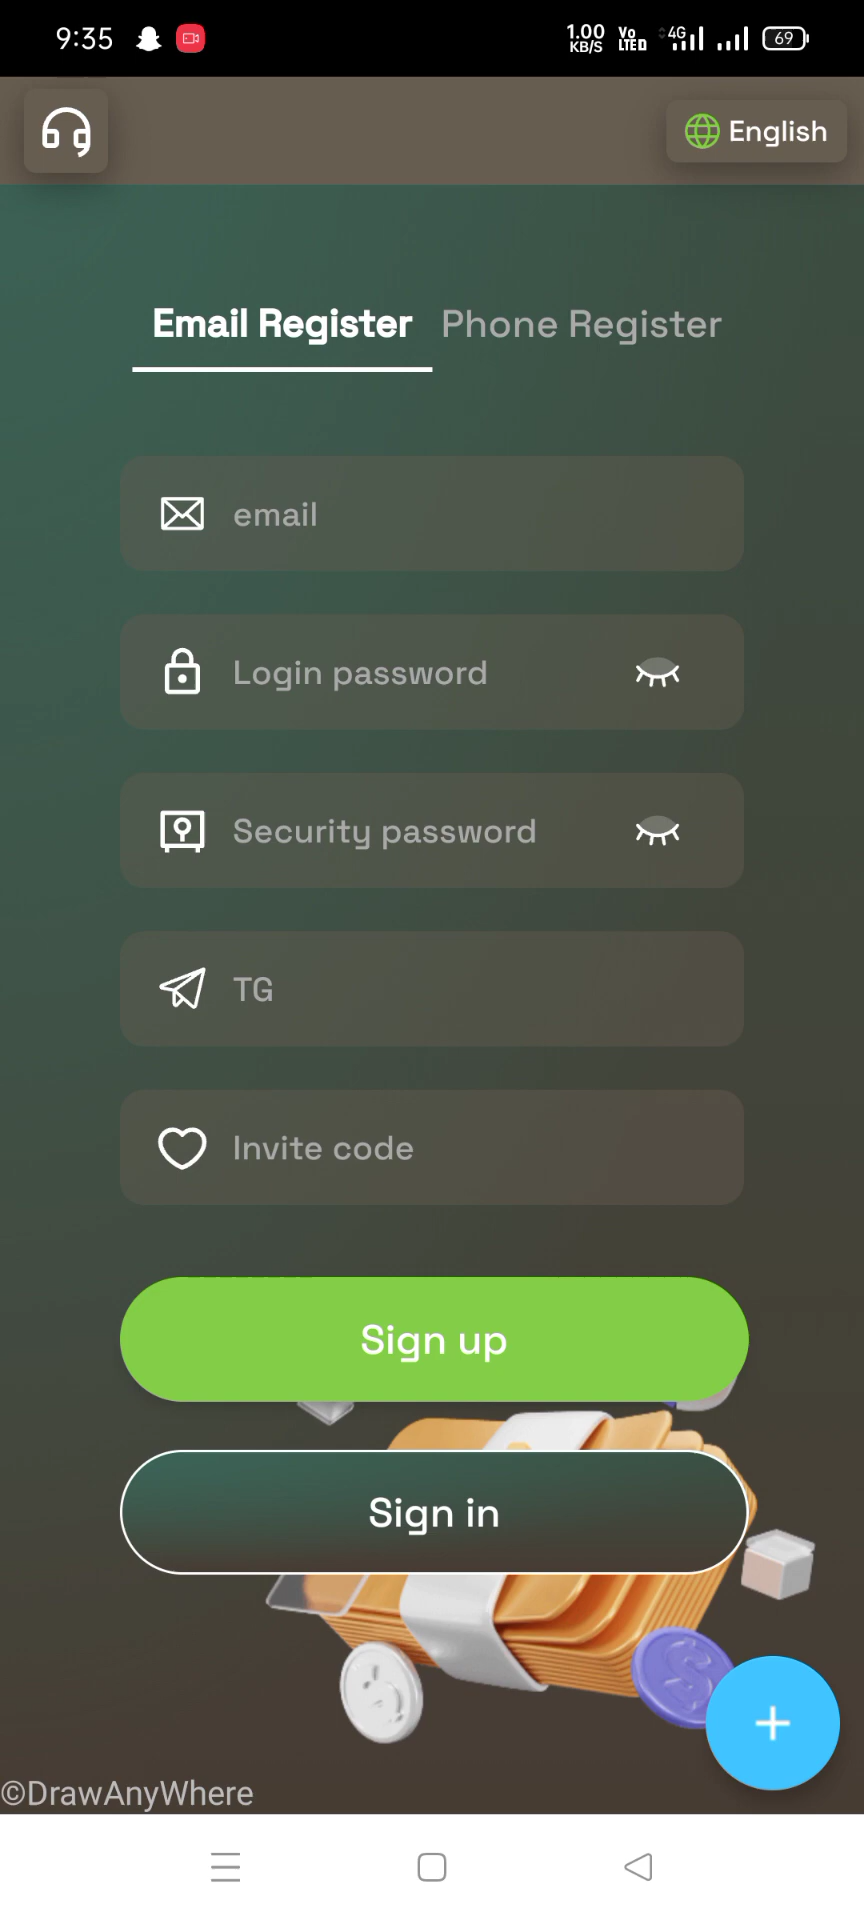 9:35 1.00 KB/S Vo LTE 4G 69
English
Email Register Phone Register
email
Login password
Security password
TG
Invite code
Sign up
Sign in
©DrawAnyWhere